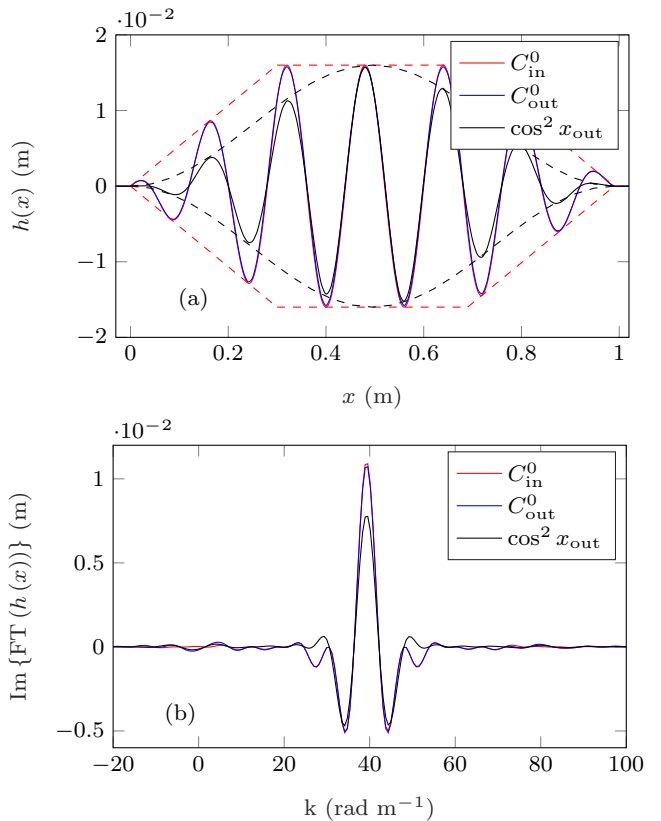 ·10⁻²
2
1
0
−1
−2
h(x) (m)
C⁰in
C⁰out
cos² xout
(a)
0 0.2 0.4 0.6 0.8 1
x (m)
·10⁻²
1
0.5
0
−0.5
Im {FT (h (x))} (m)
C⁰in
C⁰out
cos² xout
(b)
−20 0 20 40 60 80 100
k (rad m⁻¹)